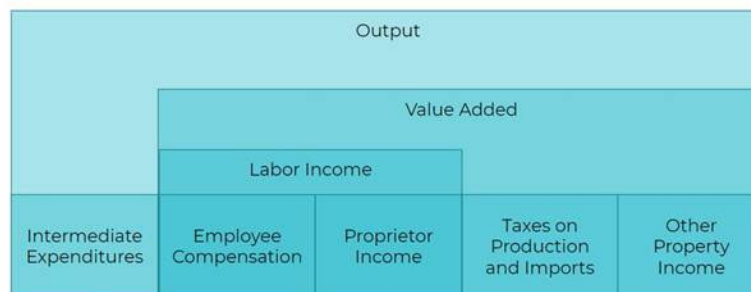 Output
Value Added
Labor Income
Intermediate
Expenditures
Employee
Compensation
Proprietor
Income
Taxes on
Production
and Imports
Other
Property
Income